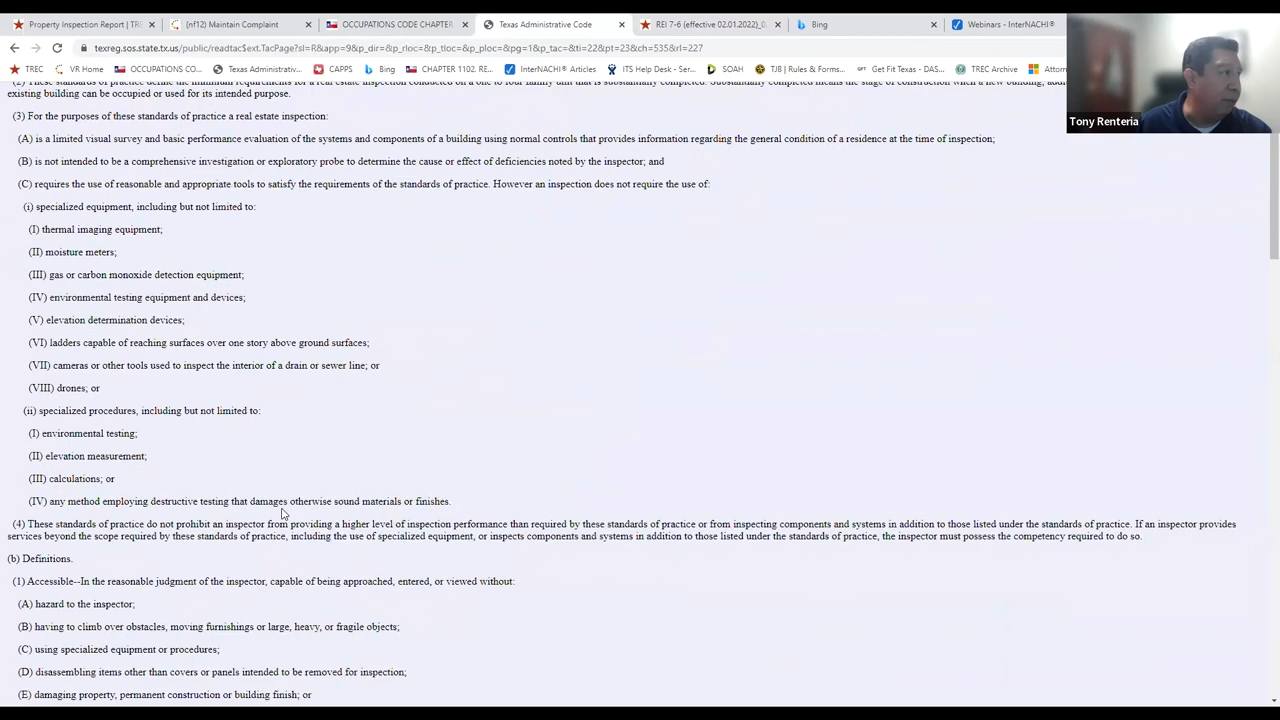 Property Inspection Report | TRE
(nf12) Maintain Complaint
OCCUPATIONS CODE CHAPTER
Texas Administrative Code
REI 7-6 (effective 02.01.2022)_0.
Bing
Webinars - InterNACHI®
texreg.sos.state.tx.us/public/readtac$ext.TacPage?sl=R&app=9&p_dir=&p_rloc=&p_tloc=&p_ploc=&pg=1&p_tac=&ti=22&pt=23&ch=535&rl=227
TREC
VR Home
OCCUPATIONS CO...
Texas Administrativ...
CAPPS
Bing
CHAPTER 1102. RE...
InterNACHI® Articles
ITS Help Desk - Ser...
SOAH
TJB | Rules & Forms...
Get Fit Texas - DAS...
TREC Archive
Attorn
existing building can be occupied or used for its intended purpose.
(3) For the purposes of these standards of practice a real estate inspection:
(A) is a limited visual survey and basic performance evaluation of the systems and components of a building using normal controls that provides information regarding the general condition of a residence at the time of inspection;
(B) is not intended to be a comprehensive investigation or exploratory probe to determine the cause or effect of deficiencies noted by the inspector; and
(C) requires the use of reasonable and appropriate tools to satisfy the requirements of the standards of practice. However an inspection does not require the use of:
(i) specialized equipment, including but not limited to:
(I) thermal imaging equipment;
(II) moisture meters;
(III) gas or carbon monoxide detection equipment;
(IV) environmental testing equipment and devices;
(V) elevation determination devices;
(VI) ladders capable of reaching surfaces over one story above ground surfaces;
(VII) cameras or other tools used to inspect the interior of a drain or sewer line; or
(VIII) drones; or
(ii) specialized procedures, including but not limited to:
(I) environmental testing;
(II) elevation measurement;
(III) calculations; or
(IV) any method employing destructive testing that damages otherwise sound materials or finishes.
(4) These standards of practice do not prohibit an inspector from providing a higher level of inspection performance than required by these standards of practice or from inspecting components and systems in addition to those listed under the standards of practice. If an inspector provides
services beyond the scope required by these standards of practice, including the use of specialized equipment, or inspects components and systems in addition to those listed under the standards of practice, the inspector must possess the competency required to do so.
(b) Definitions.
(1) Accessible--In the reasonable judgment of the inspector, capable of being approached, entered, or viewed without:
(A) hazard to the inspector;
(B) having to climb over obstacles, moving furnishings or large, heavy, or fragile objects;
(C) using specialized equipment or procedures;
(D) disassembling items other than covers or panels intended to be removed for inspection;
(E) damaging property, permanent construction or building finish; or
Tony Renteria